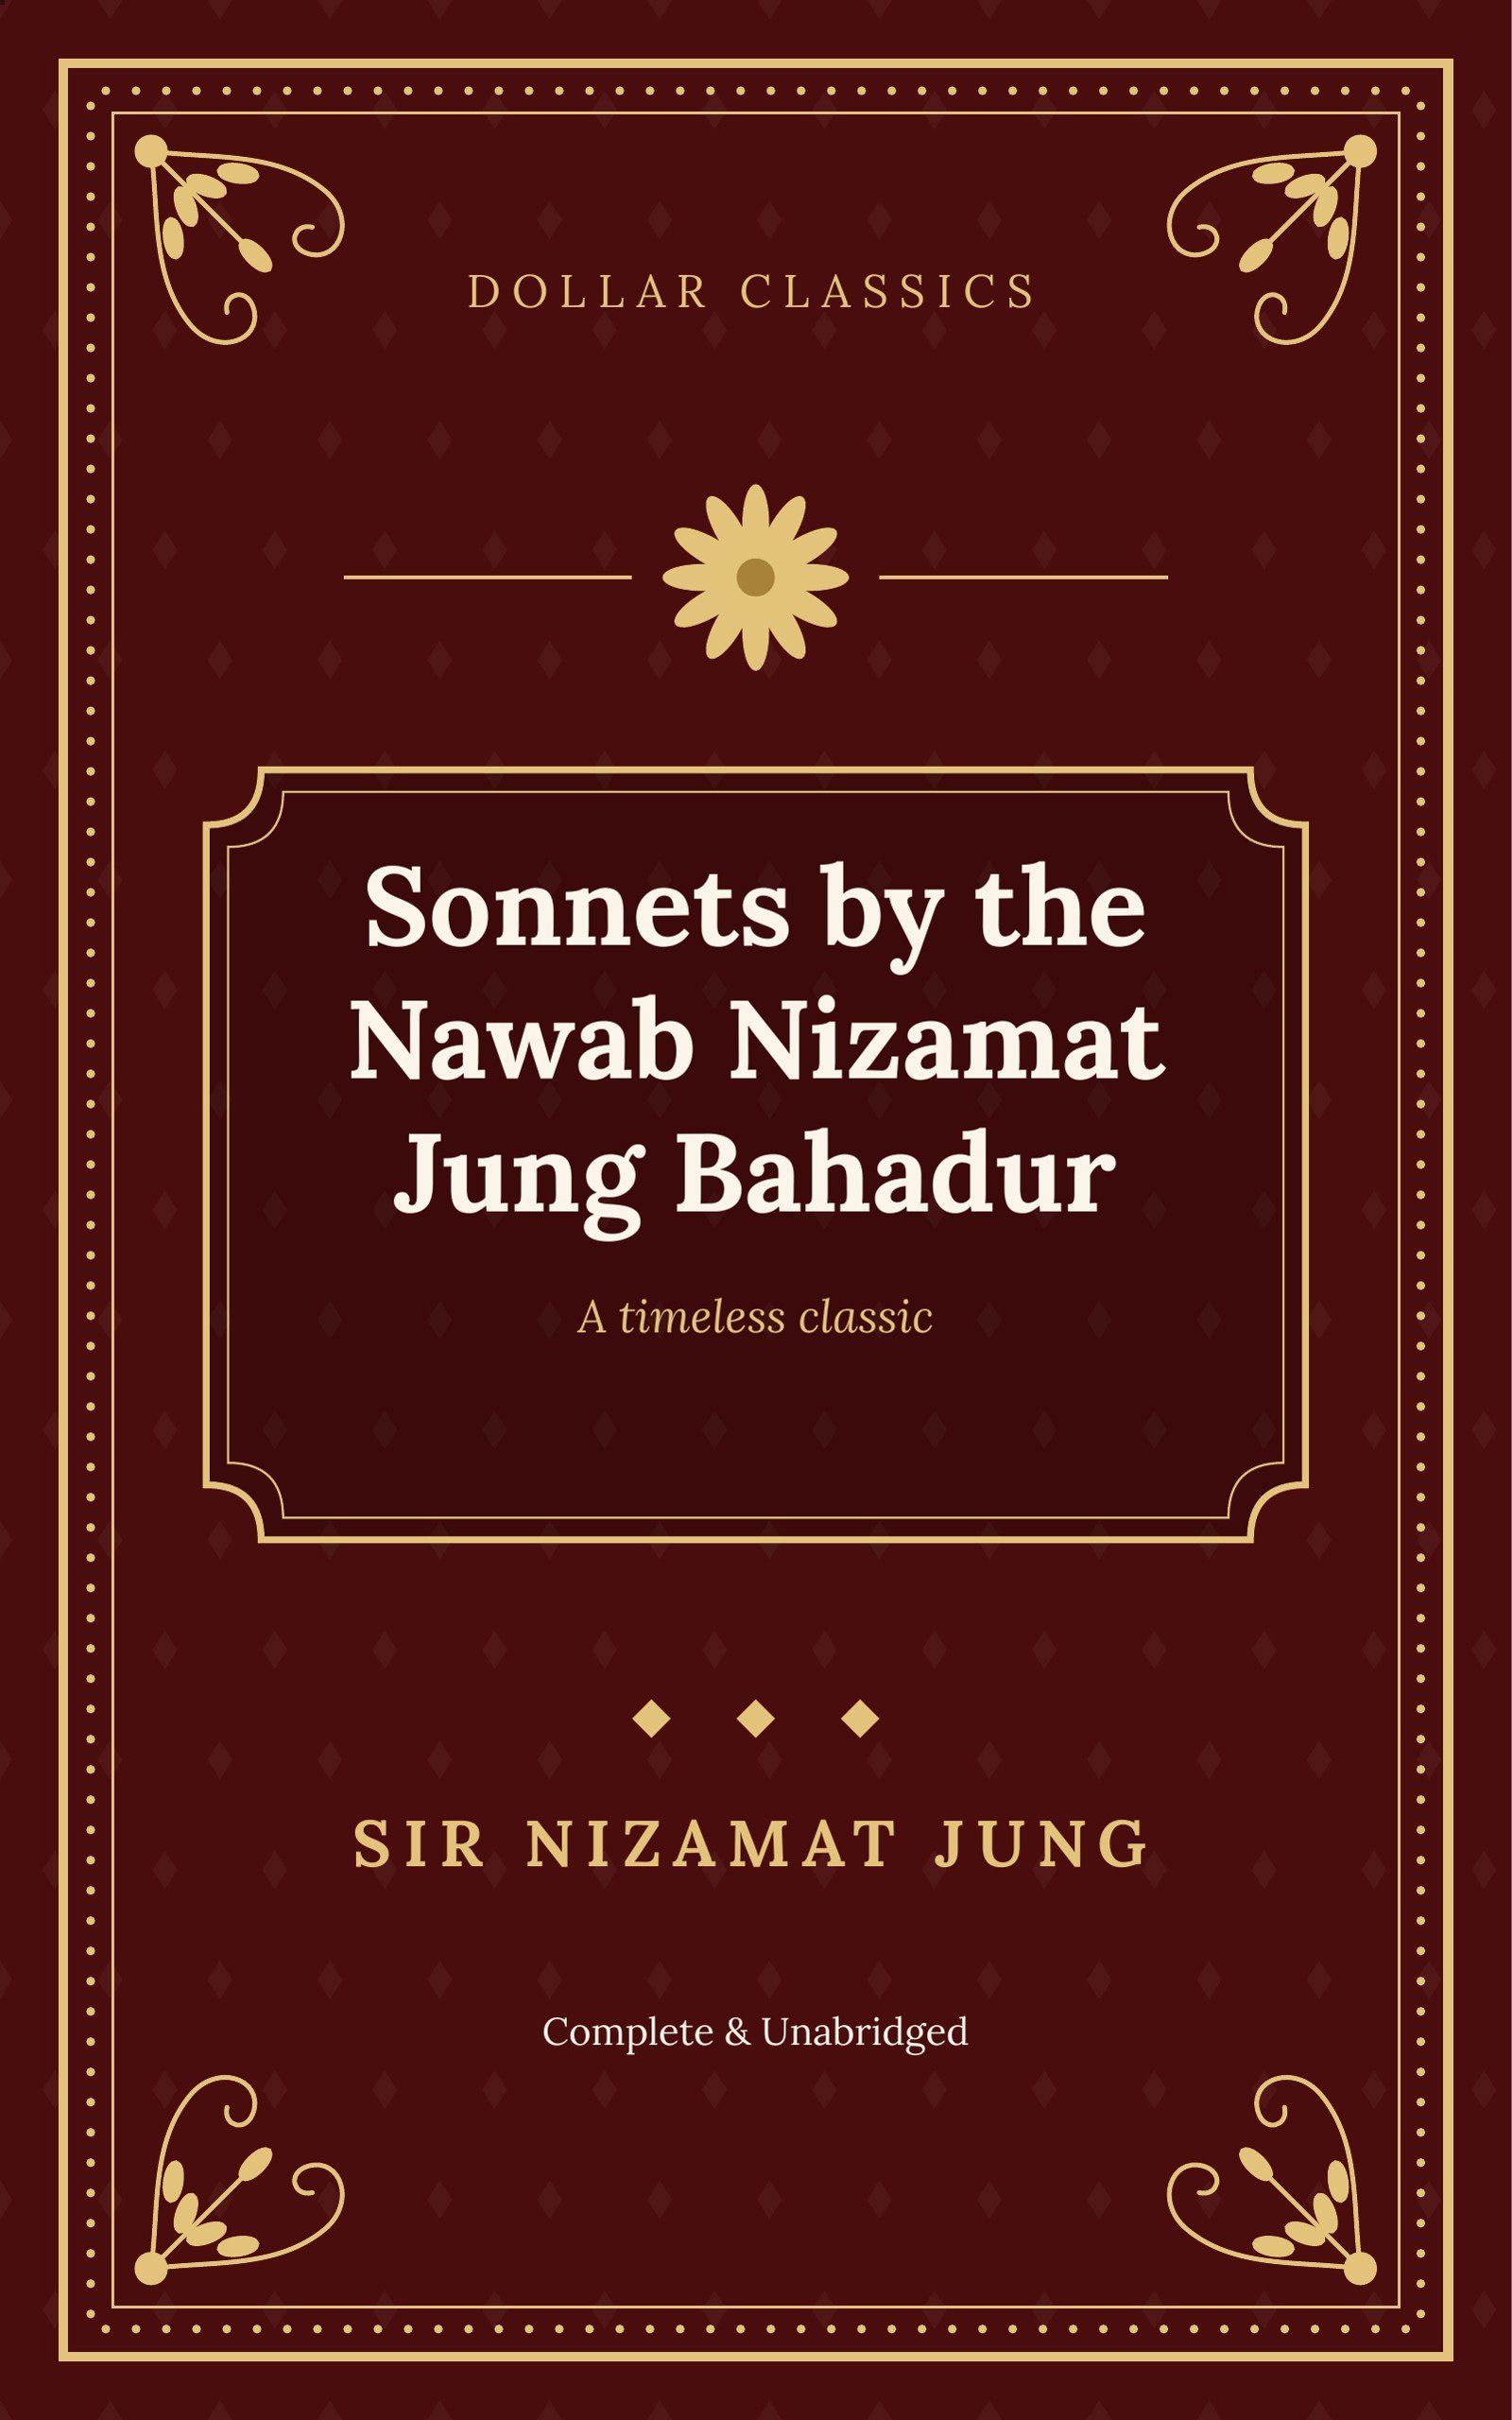 DOLLAR CLASSICS
Sonnets by the
Nawab Nizamat
Jung Bahadur
A timeless classic
SIR NIZAMAT JUNG
Complete & Unabridged